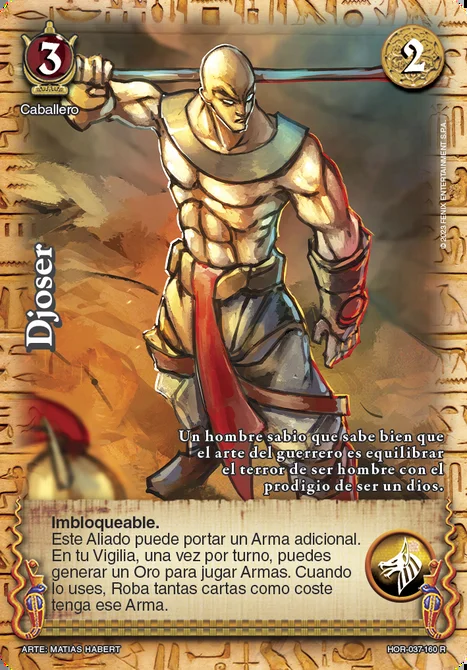 3
2
Caballero
© 2023 FENIX ENTERTAINMENT S.P.A.
Djoser
Un hombre sabio que sabe bien que
el arte del guerrero es equilibrar
el terror de ser hombre con el
prodigio de ser un dios.
Imbloqueable.
Este Aliado puede portar un Arma adicional.
En tu Vigilia, una vez por turno, puedes
generar un Oro para jugar Armas. Cuando
lo uses, Roba tantas cartas como coste
tenga ese Arma.
ARTE: MATIAS HABERT
HOR-037-160 R